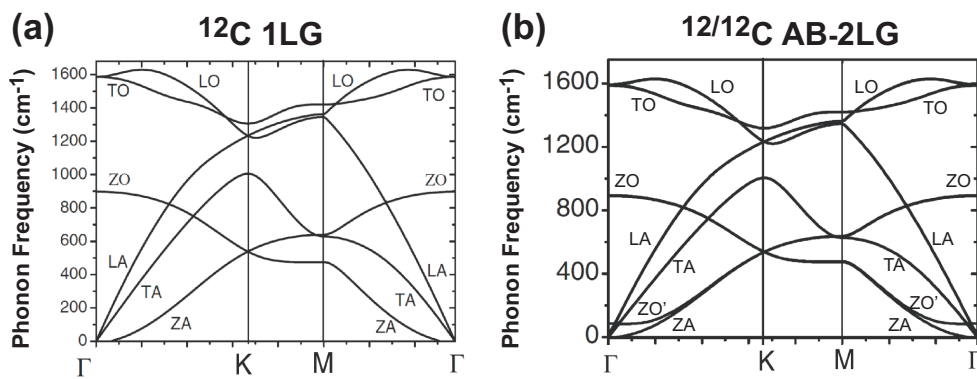 (a) ¹²C 1LG
Phonon Frequency (cm⁻¹)
1600
1400
1200
1000
800
600
400
200
0
TO
LO
LO
TO
ZO
ZO
LA
TA
ZA
ZA
TA
LA
Γ K M Γ
(b) ¹²/¹²C AB-2LG
Phonon Frequency (cm⁻¹)
1600
1200
800
400
0
TO
LO
LO
TO
ZO
ZO
LA
TA
ZO'
ZA
ZA
ZO'
TA
LA
Γ K M Γ